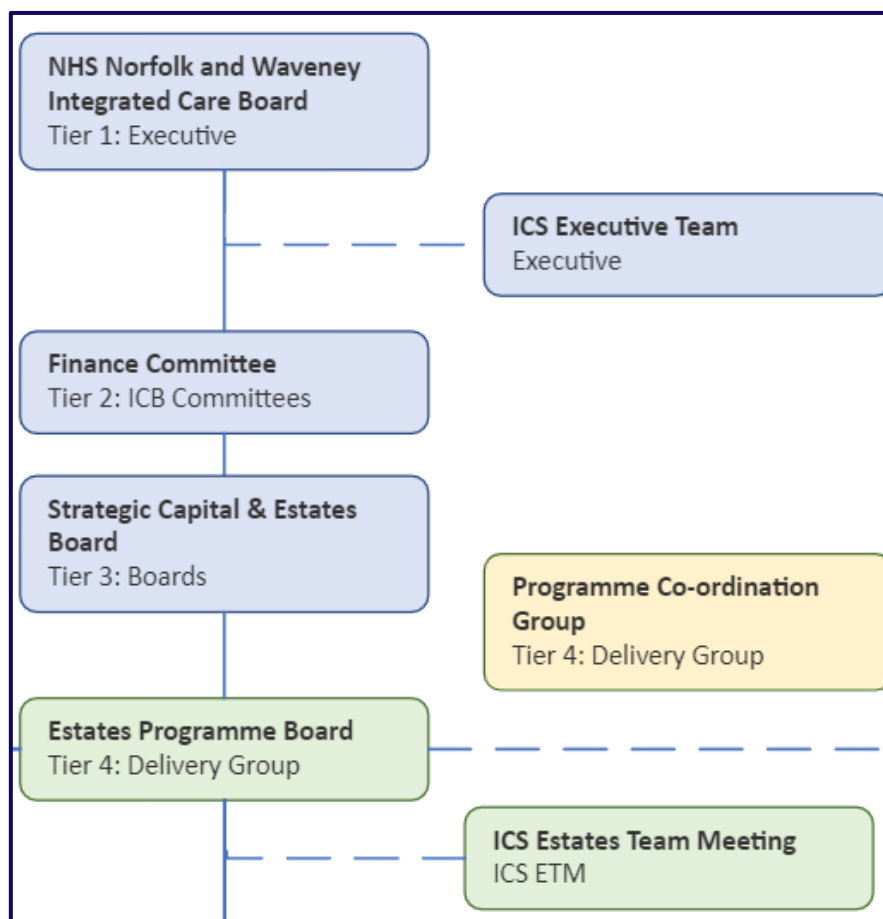 NHS Norfolk and Waveney
Integrated Care Board
Tier 1: Executive
ICS Executive Team
Executive
Finance Committee
Tier 2: ICB Committees
Strategic Capital & Estates
Board
Tier 3: Boards
Programme Co-ordination
Group
Tier 4: Delivery Group
Estates Programme Board
Tier 4: Delivery Group
ICS Estates Team Meeting
ICS ETM